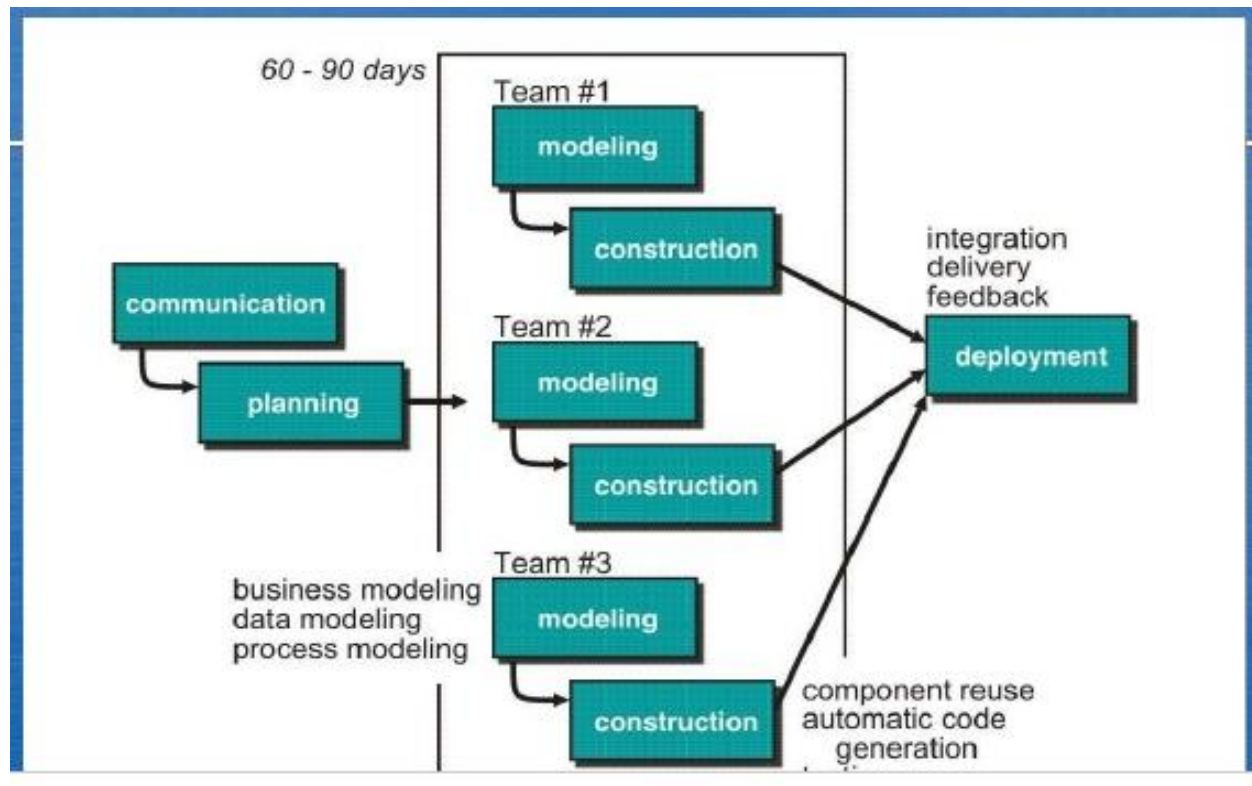 60 - 90 days
Team #1
modeling
construction
communication
planning
Team #2
modeling
construction
integration
delivery
feedback
deployment
Team #3
business modeling
data modeling
process modeling
modeling
construction
component reuse
automatic code
generation